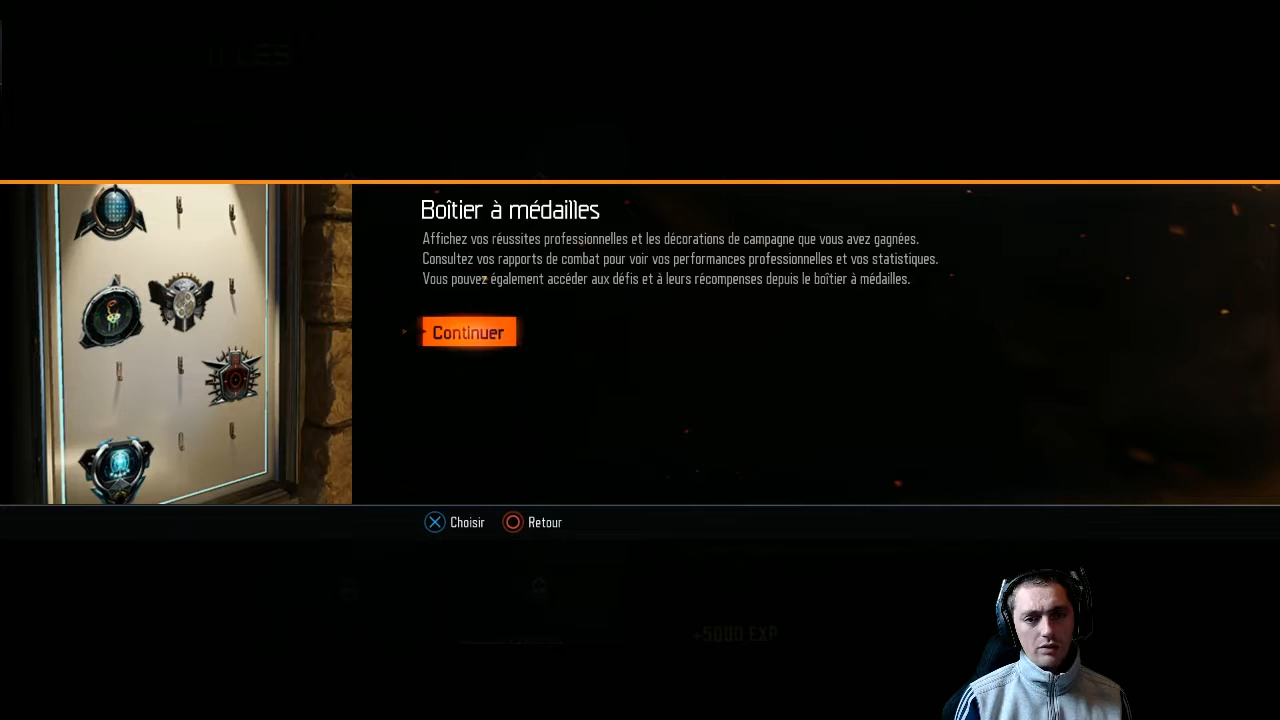 Boîtier à médailles
Affichez vos réussites professionnelles et les décorations de campagne que vous avez gagnées.
Consultez vos rapports de combat pour voir vos performances professionnelles et vos statistiques.
Vous pouvez également accéder aux défis et à leurs récompenses depuis le boîtier à médailles.
Continuer
Choisir Retour
+5000 EXP